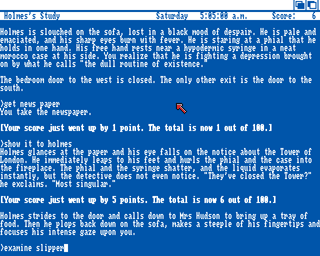 Holmes's Study Saturday 5:05:00 a.m. Score: 6
Holmes is slouched on the sofa, lost in a black mood of despair. He is pale and
emaciated, and his sharp eyes burn with fever. He is staring at a phial that he
holds in one hand. His free hand rests near a hypodermic syringe in a neat
morocco case at his side. You realize that he is fighting a depression brought
on by what he calls "the dull routine of existence."
The bedroom door to the west is closed. The only other exit is the door to the
south.
>get news paper
You take the newspaper.
[Your score just went up by 1 point. The total is now 1 out of 100.]
>show it to holmes
Holmes glances at the paper and his eye falls on the notice about the Tower of
London. He immediately leaps to his feet and hurls the phial and the case into
the fireplace. The phial and the syringe shatter, and the liquid evaporates
instantly, but the detective does not even notice. "They've closed the Tower?"
he exclaims. "Most singular."
[Your score just went up by 5 points. The total is now 6 out of 100.]
Holmes strides to the door and calls down to Mrs Hudson to bring up a tray of
food. Then he plops back down on the sofa, makes a steeple of his fingertips and
focuses his intense gaze upon you.
>examine slipper